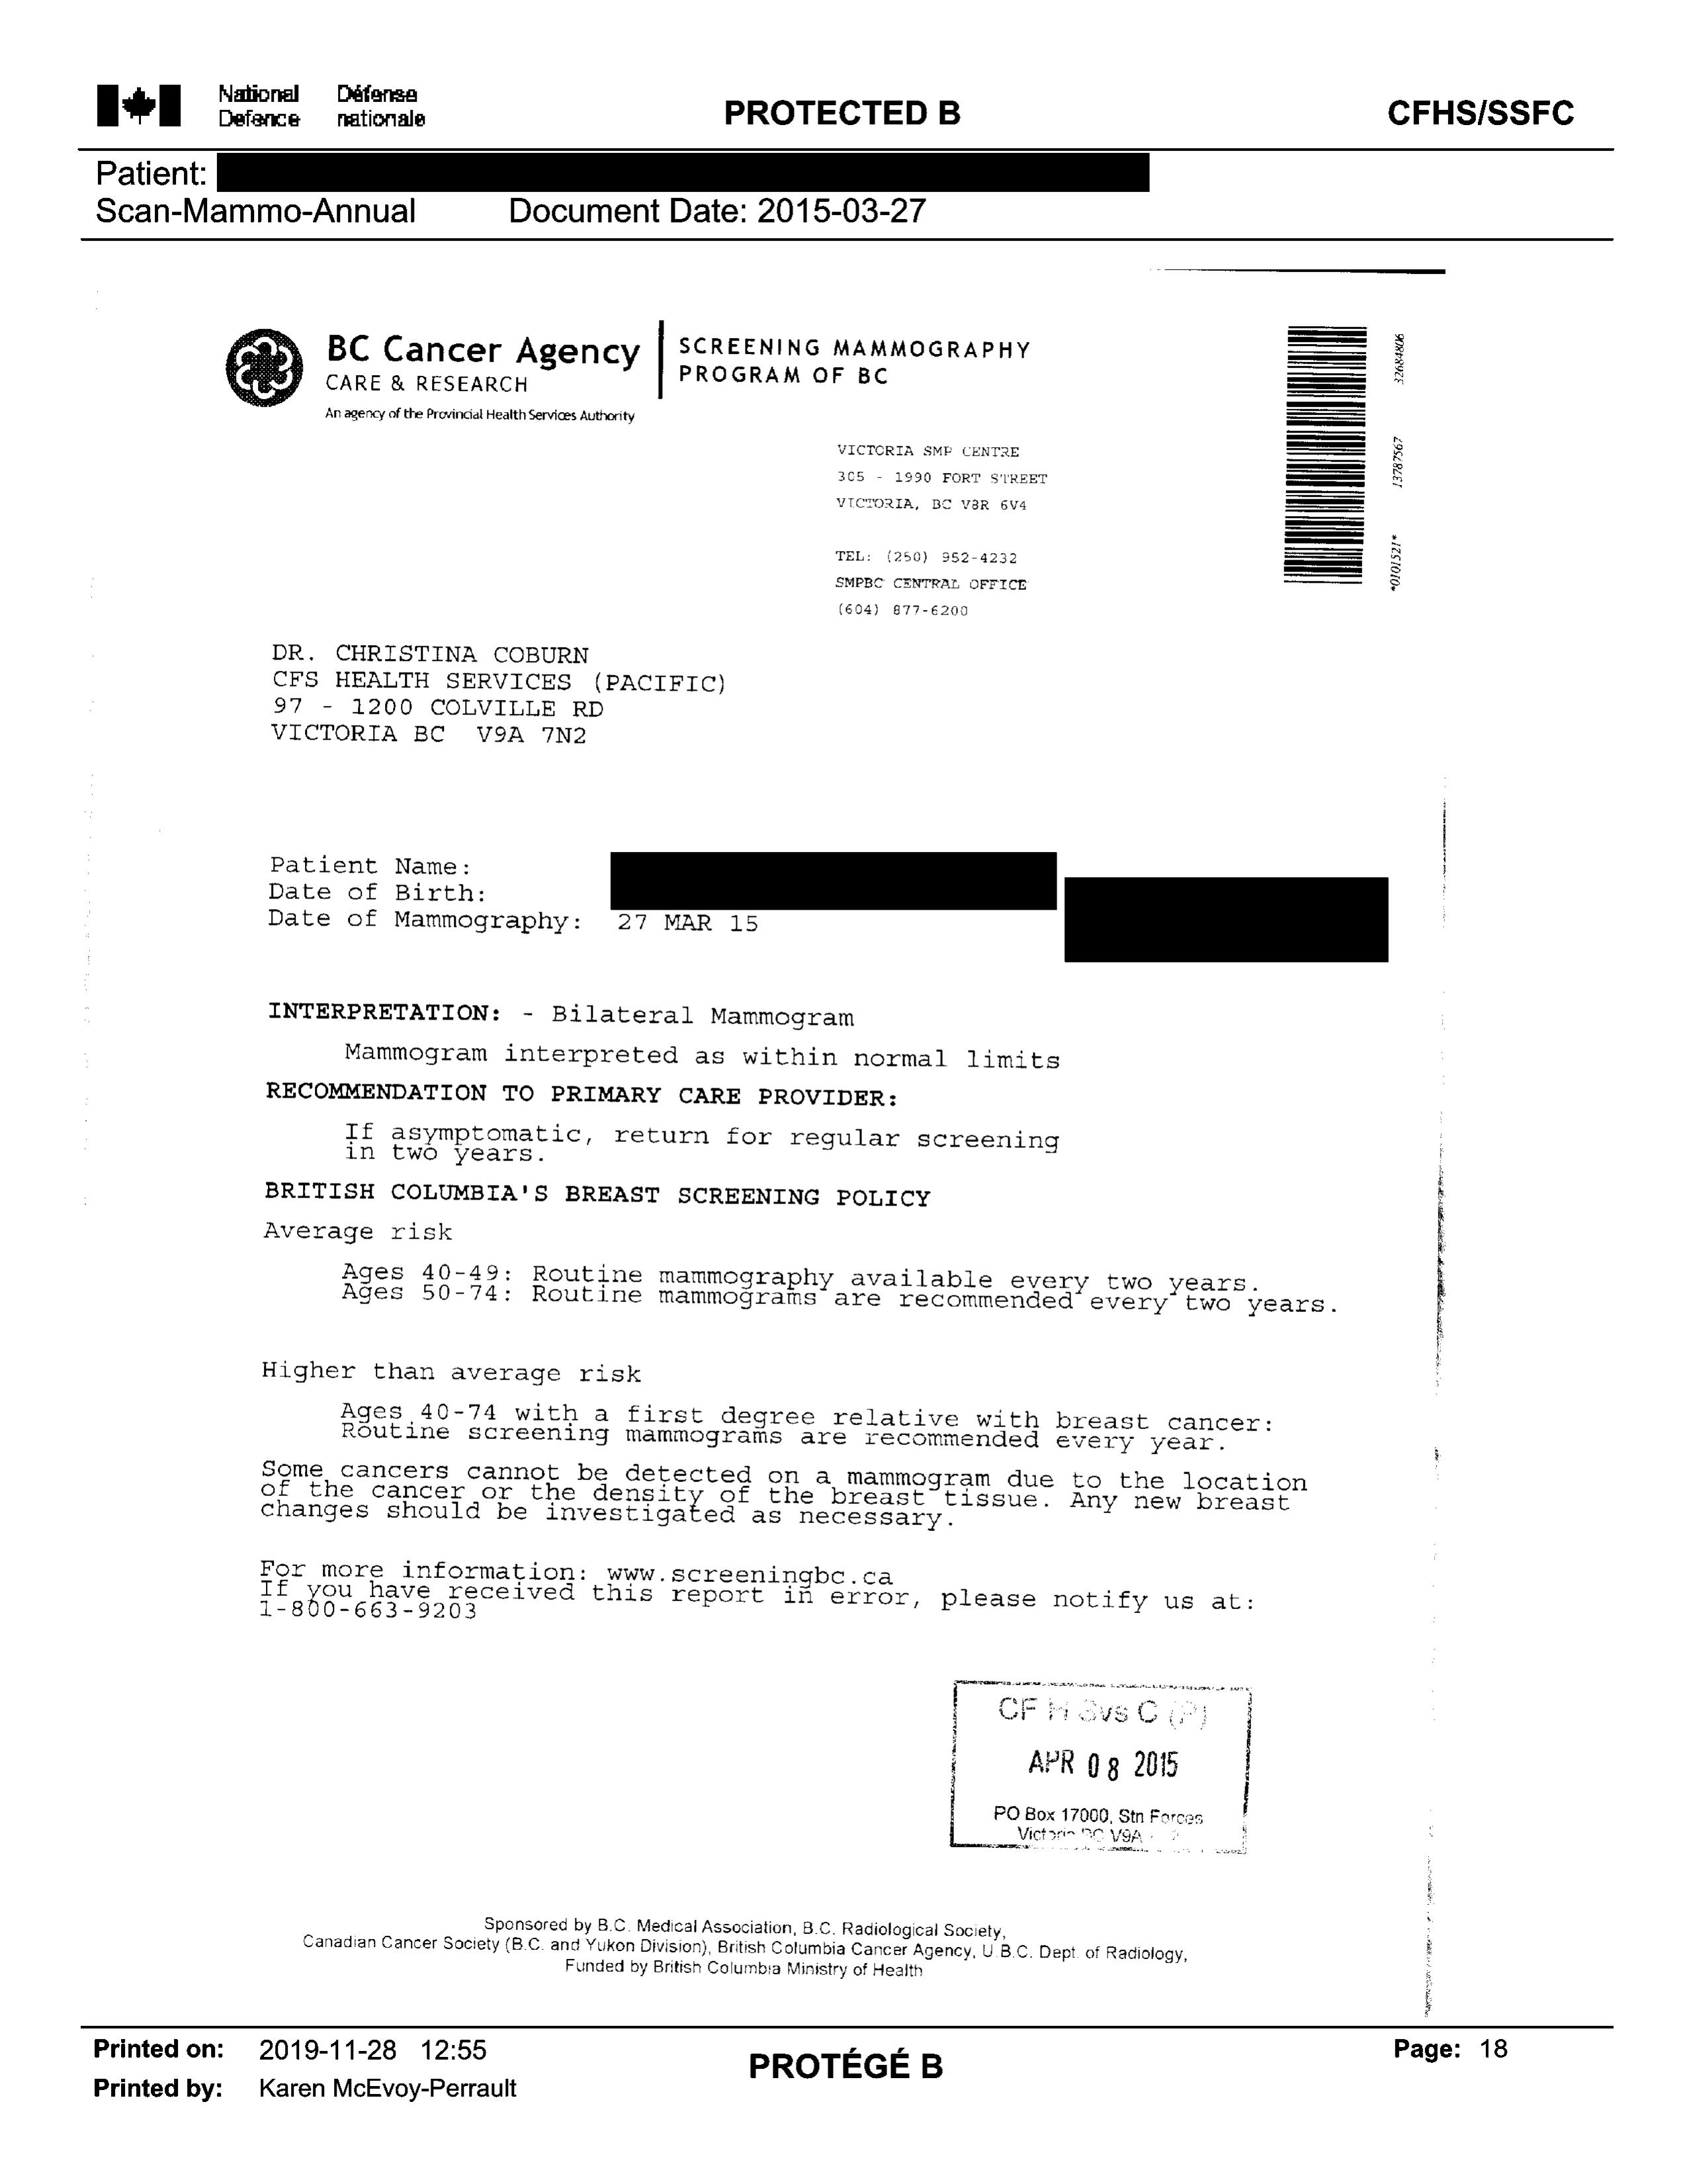 National Défense
Defence nationale
PROTECTED B
CFHS/SSFC
Patient:
Scan-Mammo-Annual Document Date: 2015-03-27
BC Cancer Agency
CARE & RESEARCH
An agency of the Provincial Health Services Authority
SCREENING MAMMOGRAPHY
PROGRAM OF BC
*0101521* 13787567 32684806
VICTORIA SMP CENTRE
305 - 1990 FORT STREET
VICTORIA, BC V8R 6V4
TEL: (250) 952-4232
SMPBC CENTRAL OFFICE
(604) 877-6200
DR. CHRISTINA COBURN
CFS HEALTH SERVICES (PACIFIC)
97 - 1200 COLVILLE RD
VICTORIA BC V9A 7N2
Patient Name:
Date of Birth:
Date of Mammography: 27 MAR 15
INTERPRETATION: - Bilateral Mammogram
Mammogram interpreted as within normal limits
RECOMMENDATION TO PRIMARY CARE PROVIDER:
If asymptomatic, return for regular screening
in two years.
BRITISH COLUMBIA'S BREAST SCREENING POLICY
Average risk
Ages 40-49: Routine mammography available every two years.
Ages 50-74: Routine mammograms are recommended every two years.
Higher than average risk
Ages 40-74 with a first degree relative with breast cancer:
Routine screening mammograms are recommended every year.
Some cancers cannot be detected on a mammogram due to the location
of the cancer or the density of the breast tissue. Any new breast
changes should be investigated as necessary.
For more information: www.screeningbc.ca
If you have received this report in error, please notify us at:
1-800-663-9203
CF H Svs C (P)
APR 08 2015
PO Box 17000, Stn Forces
Victoria BC V9A
Sponsored by B.C. Medical Association, B.C. Radiological Society,
Canadian Cancer Society (B.C. and Yukon Division), British Columbia Cancer Agency, U.B.C. Dept. of Radiology,
Funded by British Columbia Ministry of Health
Printed on: 2019-11-28 12:55
Printed by: Karen McEvoy-Perrault
PROTÉGÉ B
Page: 18